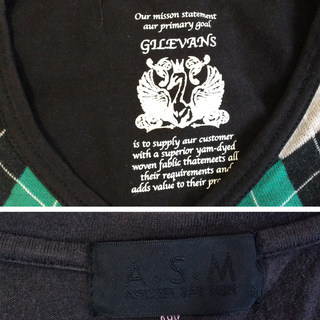 Our misson statement
aur primary goal
GILEVANS
is to supply aur customer
with a superior yam-dyed
woven fablic thatemeets all
their requirements and
adds value to their
A.S.M